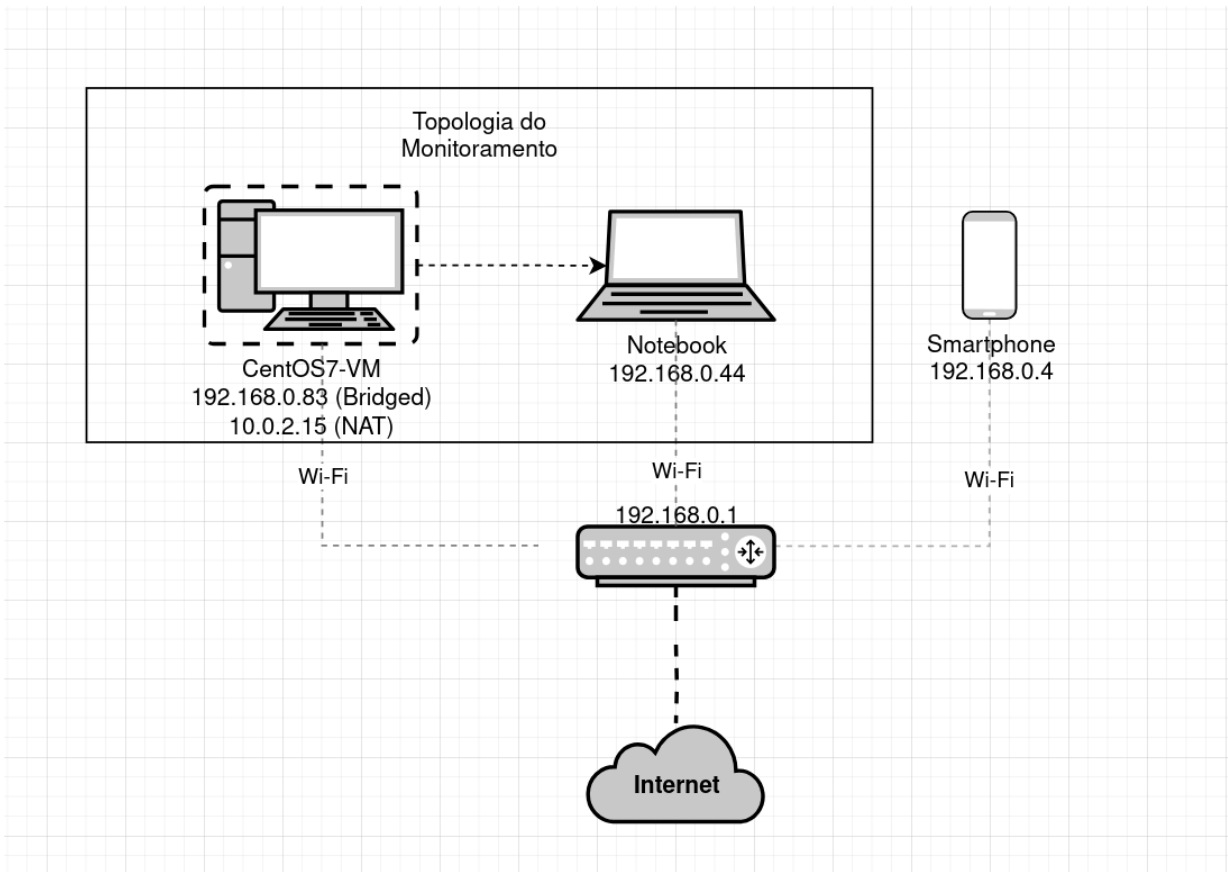 Topologia do
Monitoramento
CentOS7-VM
192.168.0.83 (Bridged)
10.0.2.15 (NAT)
Notebook
192.168.0.44
Smartphone
192.168.0.4
Wi-Fi
Wi-Fi
Wi-Fi
192.168.0.1
Internet